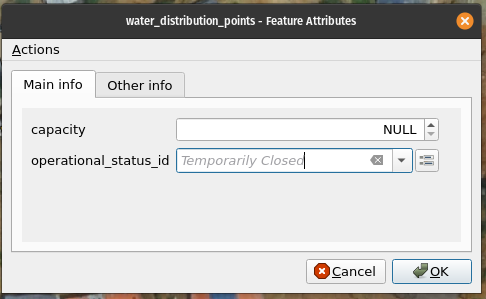 water_distribution_points - Feature Attributes
Actions
Main info
Other info
capacity
NULL
operational_status_id
Temporarily Closed
Cancel
OK